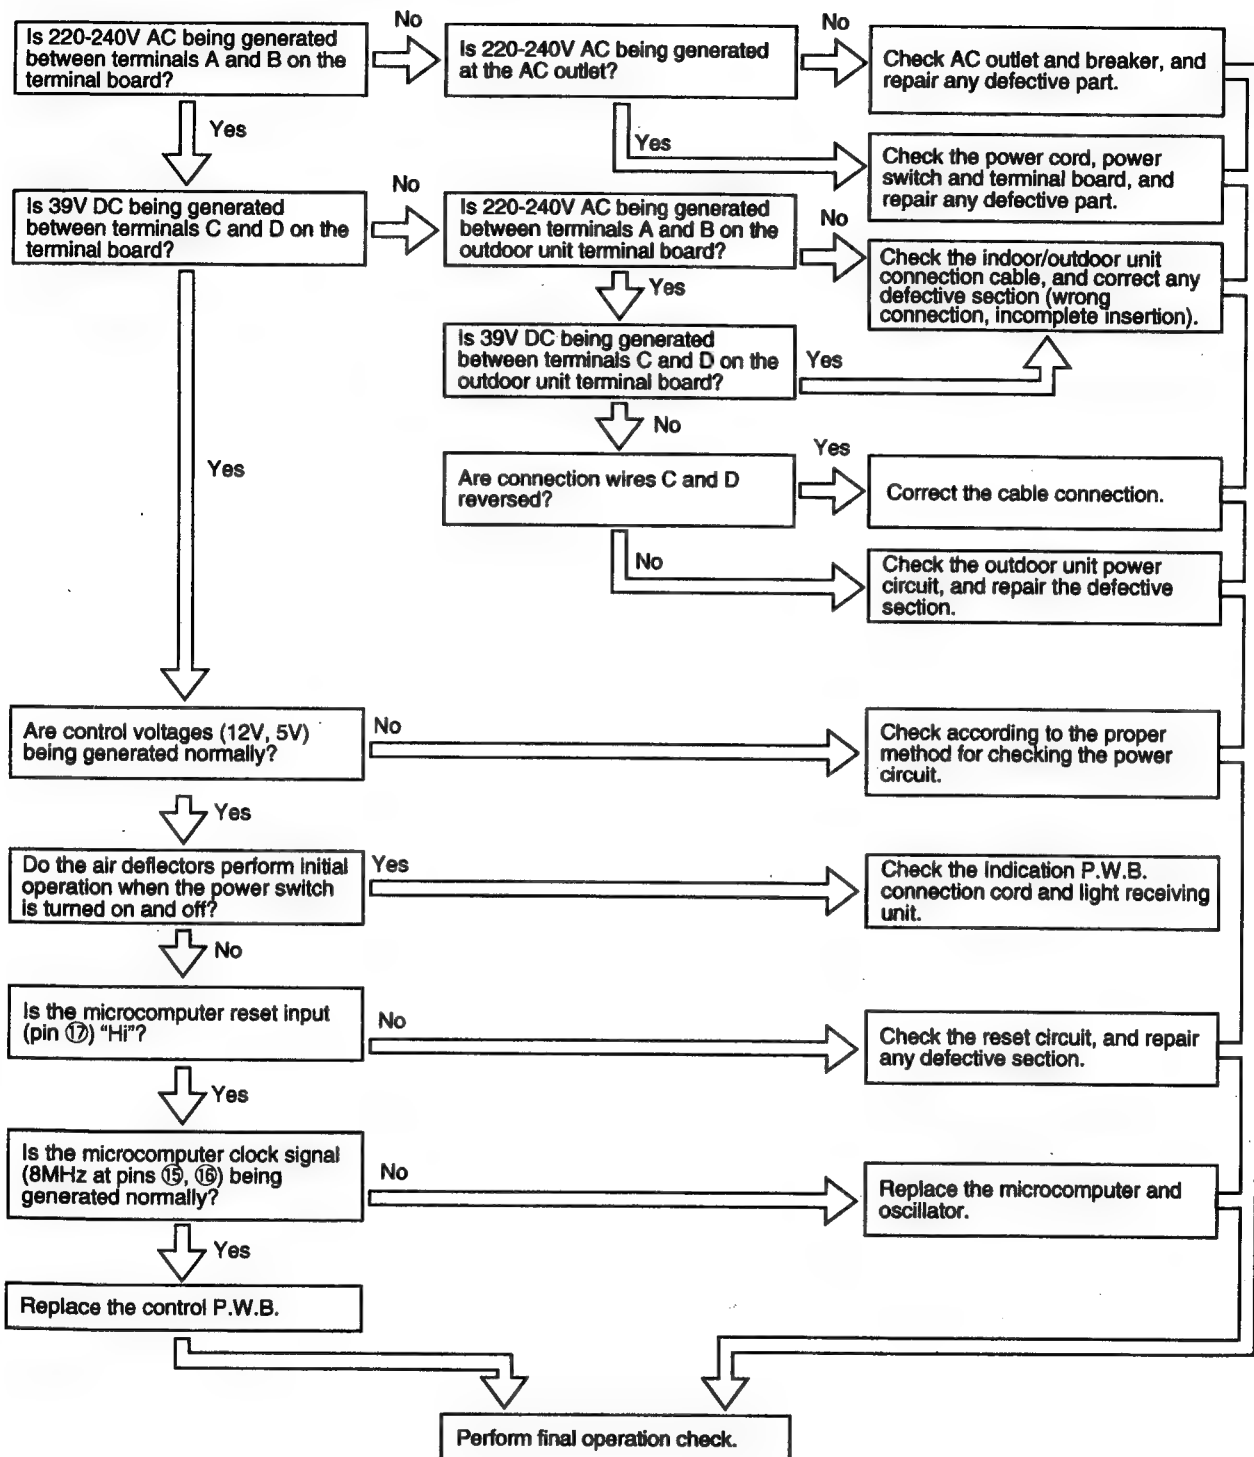 Is 220-240V AC being generated
between terminals A and B on the
terminal board?
No
Is 220-240V AC being generated
at the AC outlet?
No
Check AC outlet and breaker, and
repair any defective part.
Yes
Yes
Check the power cord, power
switch and terminal board, and
repair any defective part.
Is 39V DC being generated
between terminals C and D on the
terminal board?
No
Is 220-240V AC being generated
between terminals A and B on the
outdoor unit terminal board?
No
Check the indoor/outdoor unit
connection cable, and correct any
defective section (wrong
connection, incomplete insertion).
Yes
Is 39V DC being generated
between terminals C and D on the
outdoor unit terminal board?
Yes
No
Yes
Are connection wires C and D
reversed?
Yes
Correct the cable connection.
No
Check the outdoor unit power
circuit, and repair the defective
section.
Are control voltages (12V, 5V)
being generated normally?
No
Check according to the proper
method for checking the power
circuit.
Yes
Do the air deflectors perform initial
operation when the power switch
is turned on and off?
Yes
Check the Indication P.W.B.
connection cord and light receiving
unit.
No
Is the microcomputer reset input
(pin ⑰) “Hi”?
No
Check the reset circuit, and repair
any defective section.
Yes
Is the microcomputer clock signal
(8MHz at pins ⑮, ⑯) being
generated normally?
No
Replace the microcomputer and
oscillator.
Yes
Replace the control P.W.B.
Perform final operation check.